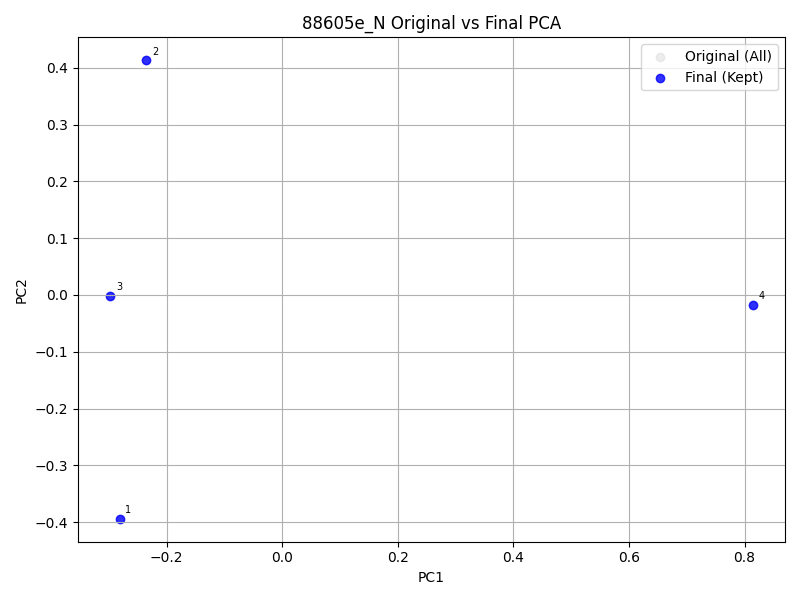 88605e_N Original vs Final PCA
Original (All)
Final (Kept)
2
3
4
1
PC2
0.4
0.3
0.2
0.1
0.0
−0.1
−0.2
−0.3
−0.4
−0.2 0.0 0.2 0.4 0.6 0.8
PC1